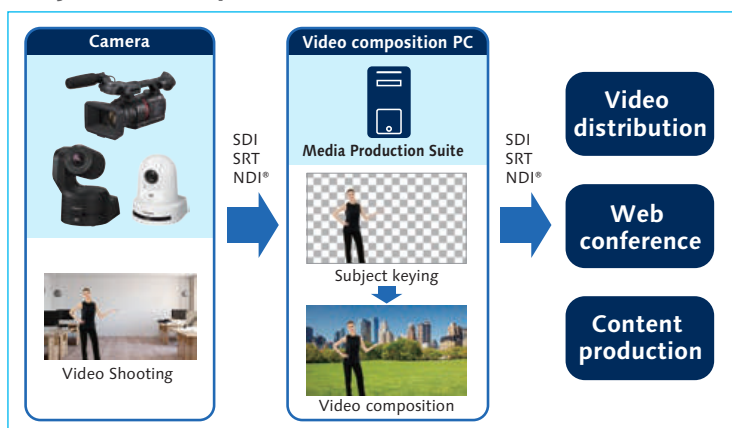 Camera
Video Shooting
SDI
SRT
NDI®
Video composition PC
Media Production Suite
Subject keying
Video composition
SDI
SRT
NDI®
Video
distribution
Web
conference
Content
production